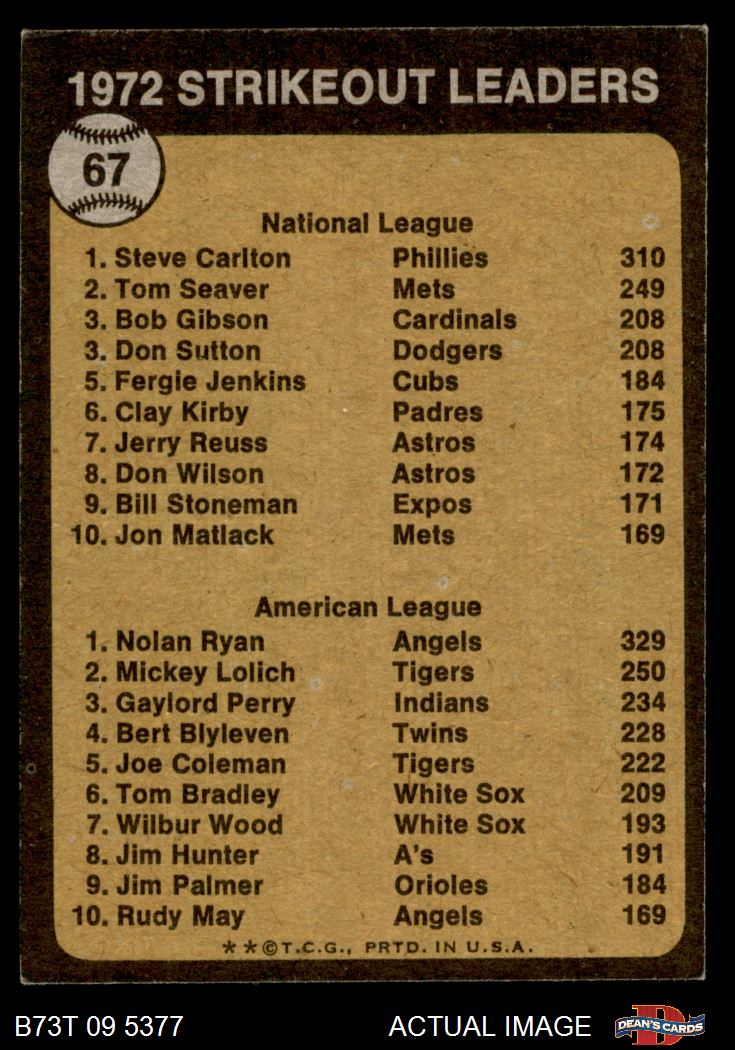 1972 STRIKEOUT LEADERS
67
National League
1. Steve Carlton Phillies 310
2. Tom Seaver Mets 249
3. Bob Gibson Cardinals 208
3. Don Sutton Dodgers 208
5. Fergie Jenkins Cubs 184
6. Clay Kirby Padres 175
7. Jerry Reuss Astros 174
8. Don Wilson Astros 172
9. Bill Stoneman Expos 171
10. Jon Matlack Mets 169
American League
1. Nolan Ryan Angels 329
2. Mickey Lolich Tigers 250
3. Gaylord Perry Indians 234
4. Bert Blyleven Twins 228
5. Joe Coleman Tigers 222
6. Tom Bradley White Sox 209
7. Wilbur Wood White Sox 193
8. Jim Hunter A's 191
9. Jim Palmer Orioles 184
10. Rudy May Angels 169
**©T.C.G., PRTD. IN U.S.A.
B73T 09 5377 ACTUAL IMAGE DEAN'S CARDS